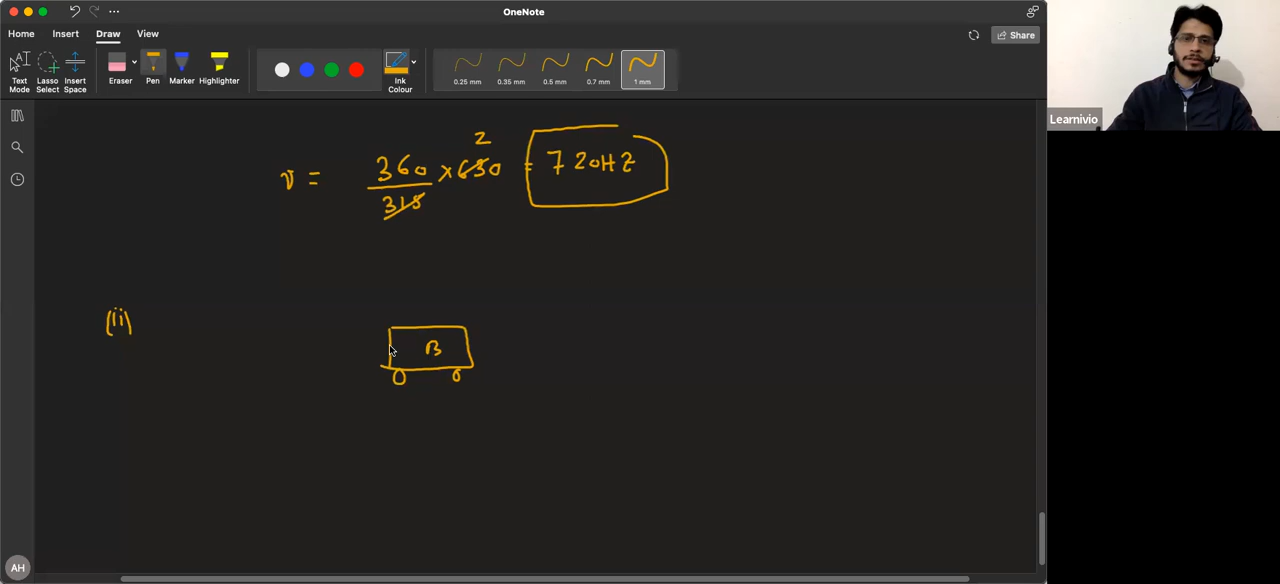 OneNote
Home Insert Draw View
Share
Text Mode
Lasso Select
Insert Space
Eraser
Pen
Marker
Highlighter
Ink Colour
0.25 mm
0.35 mm
0.5 mm
0.7 mm
1 mm
Learnivio
2
ν = 360 × 630 = 720HZ
315
(ii)
B
AH